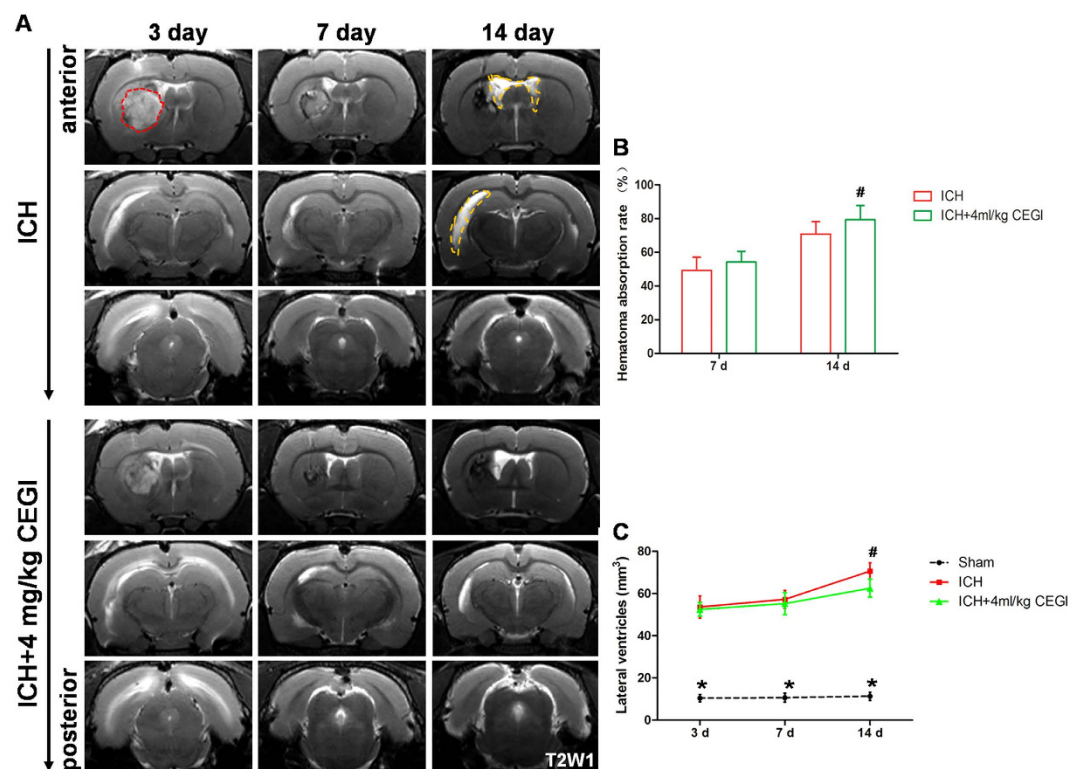 A
3 day 7 day 14 day
anterior
ICH
ICH+4 mg/kg CEGI
posterior
T2W1
B
Hematoma absorption rate (%)
100
80
60
40
20
0
7 d 14 d
#
ICH
ICH+4ml/kg CEGI
C
Lateral ventricles (mm³)
80
60
40
20
0
3 d 7 d 14 d
#
* * *
Sham
ICH
ICH+4ml/kg CEGI